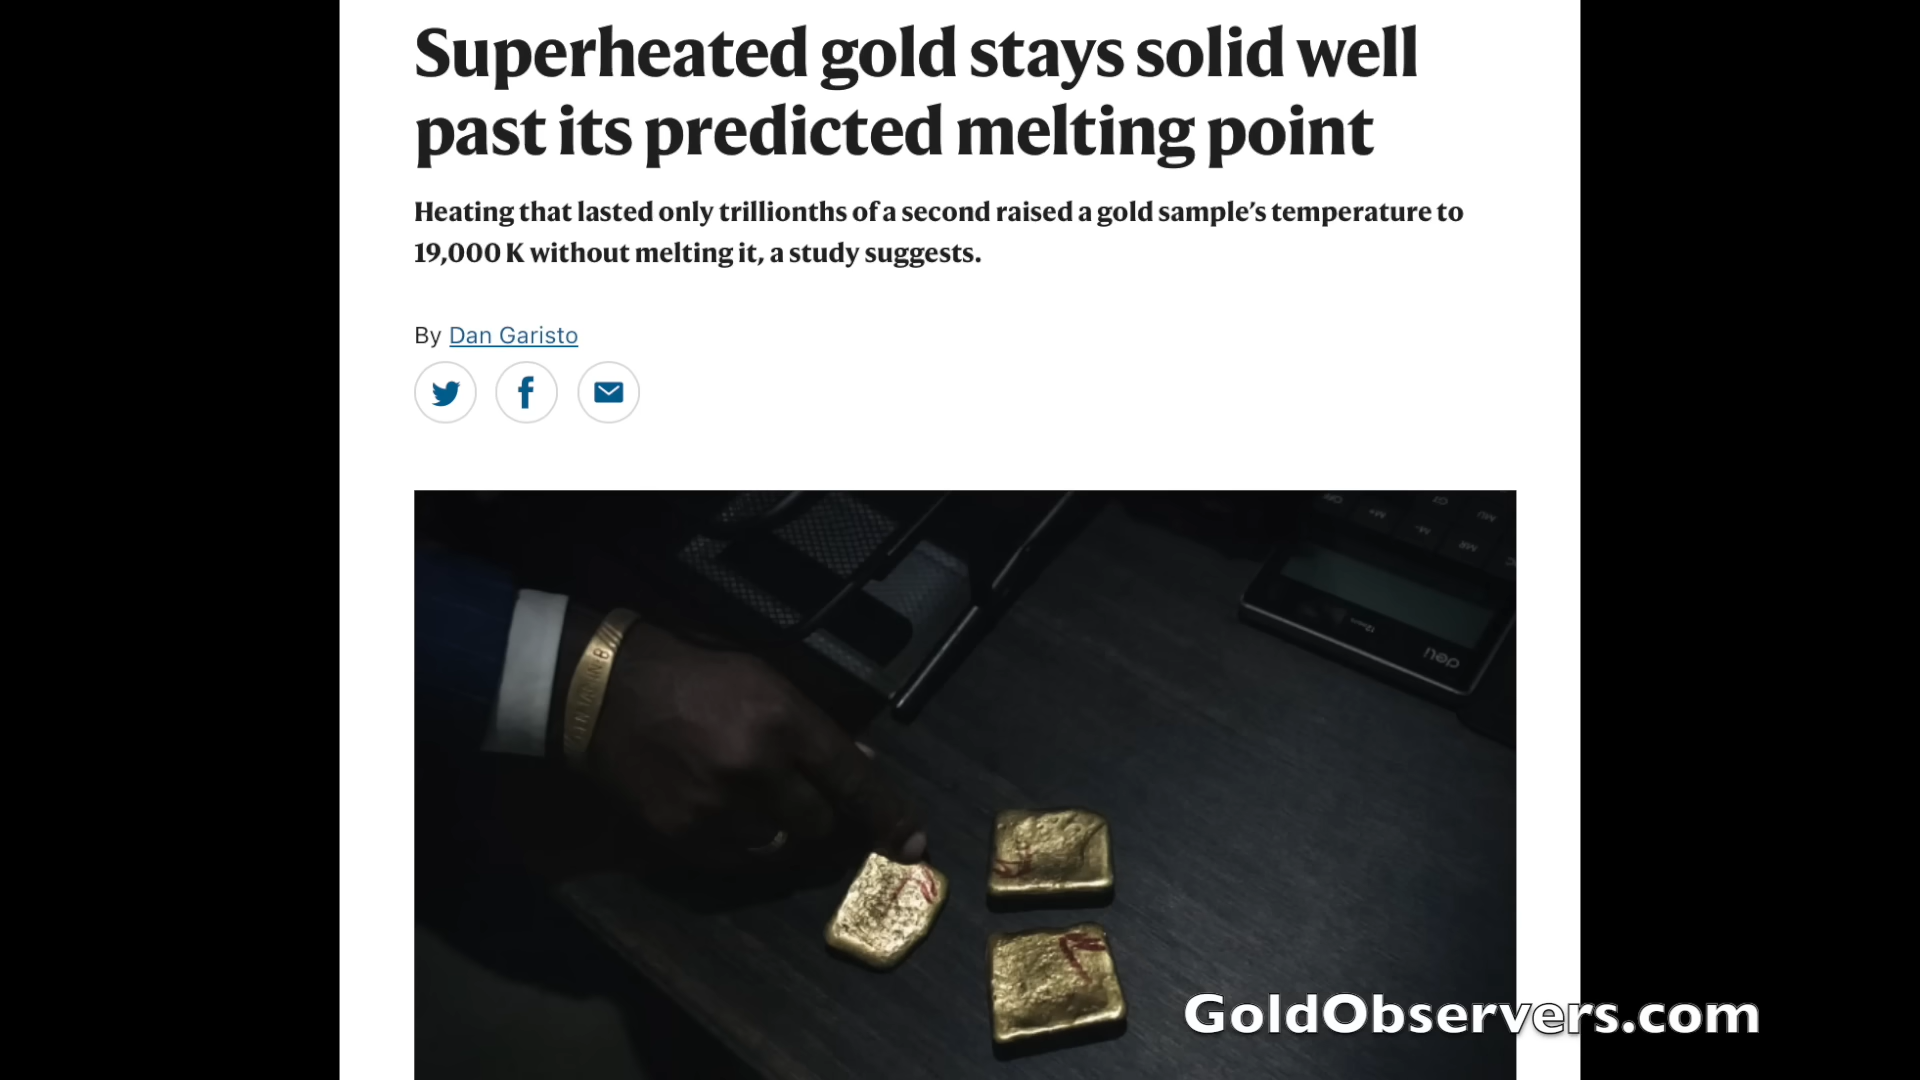 Superheated gold stays solid well
past its predicted melting point
Heating that lasted only trillionths of a second raised a gold sample’s temperature to
19,000 K without melting it, a study suggests.
By Dan Garisto
GoldObservers.com